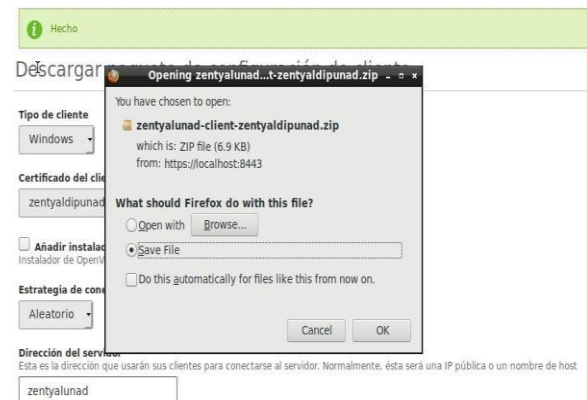 Hecho
Descargar
Opening zentyalunad...t-zentyaldipunad.zip
You have chosen to open:
zentyalunad-client-zentyaldipunad.zip
which is: ZIP file (6.9 KB)
from: https://localhost:8443
What should Firefox do with this file?
Open with Browse...
Save File
Do this automatically for files like this from now on.
Cancel OK
Tipo de cliente
Windows
Certificado del clie
zentyaldipunad
Añadir instalad
Instalador de OpenV
Estrategia de cone
Aleatorio
Dirección del servidor
Esta es la dirección que usarán sus clientes para conectarse al servidor. Normalmente, ésta será una IP pública o un nombre de host
zentyalunad